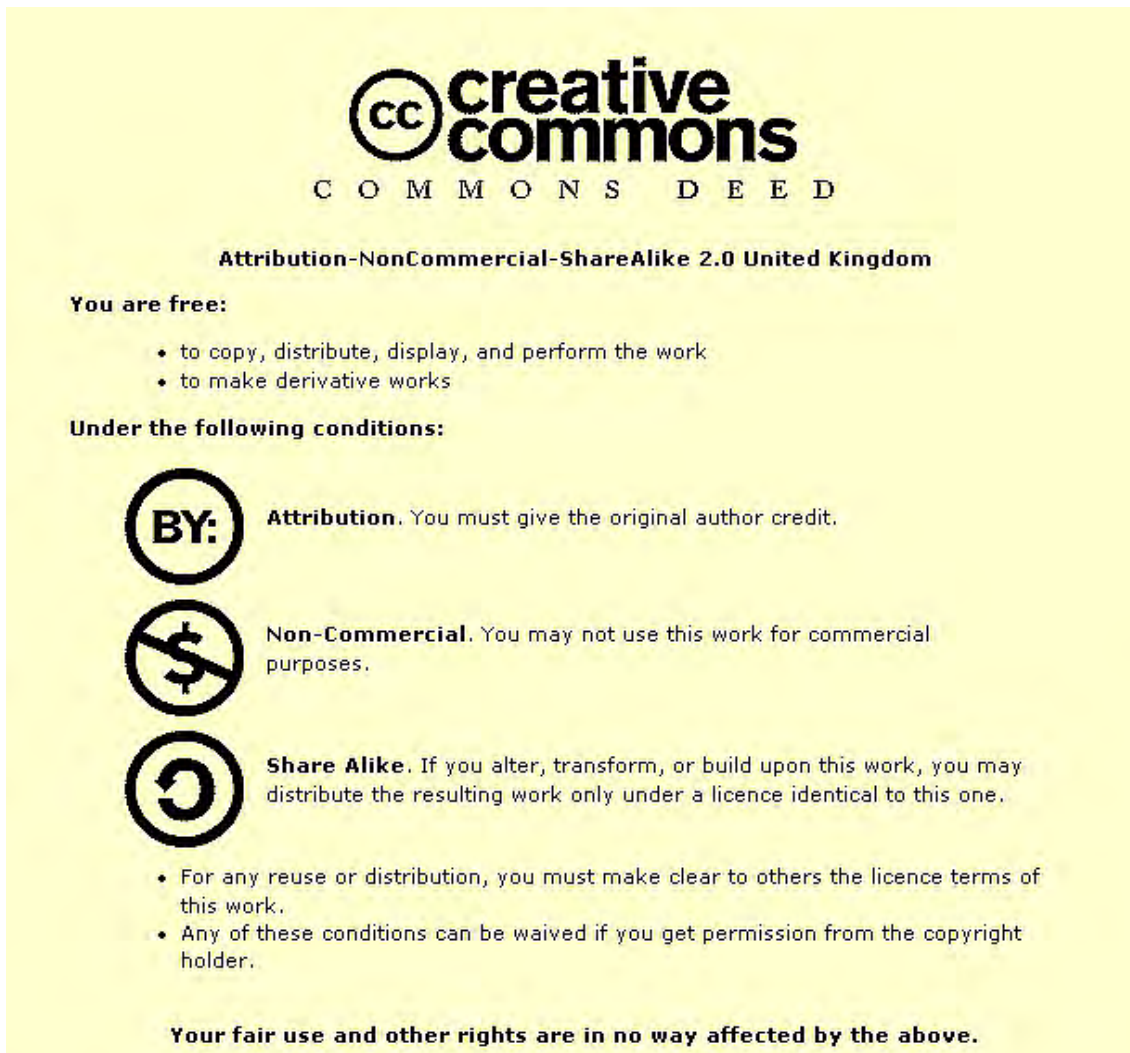 cc creative
commons
COMMONS DEED
Attribution-NonCommercial-ShareAlike 2.0 United Kingdom
You are free:
• to copy, distribute, display, and perform the work
• to make derivative works
Under the following conditions:
BY:
Attribution. You must give the original author credit.
$
Non-Commercial. You may not use this work for commercial
purposes.
Share Alike. If you alter, transform, or build upon this work, you may
distribute the resulting work only under a licence identical to this one.
• For any reuse or distribution, you must make clear to others the licence terms of
this work.
• Any of these conditions can be waived if you get permission from the copyright
holder.
Your fair use and other rights are in no way affected by the above.